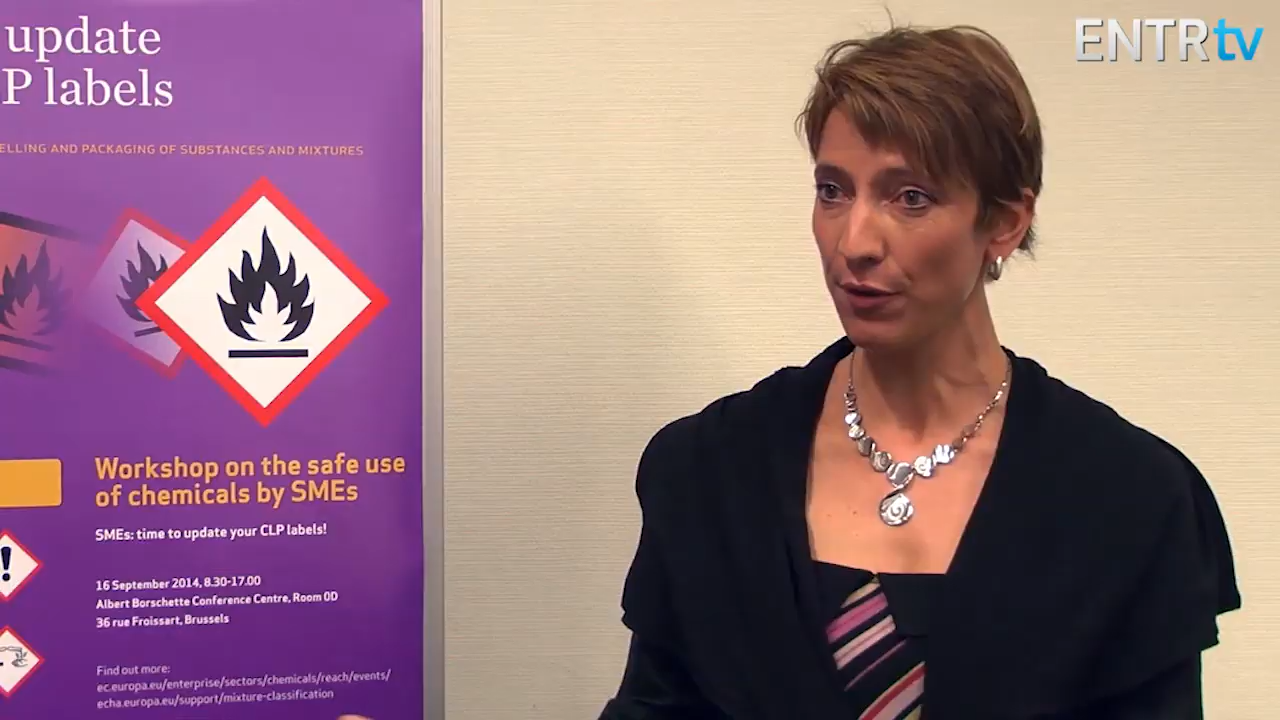 update
P labels
ELLING AND PACKAGING OF SUBSTANCES AND MIXTURES
Workshop on the safe use
of chemicals by SMEs
SMEs: time to update your CLP labels!
16 September 2014, 8.30-17.00
Albert Borschette Conference Centre, Room 0D
36 rue Froissart, Brussels
Find out more:
ec.europa.eu/enterprise/sectors/chemicals/reach/events/
echa.europa.eu/support/mixture-classification
ENTRtv